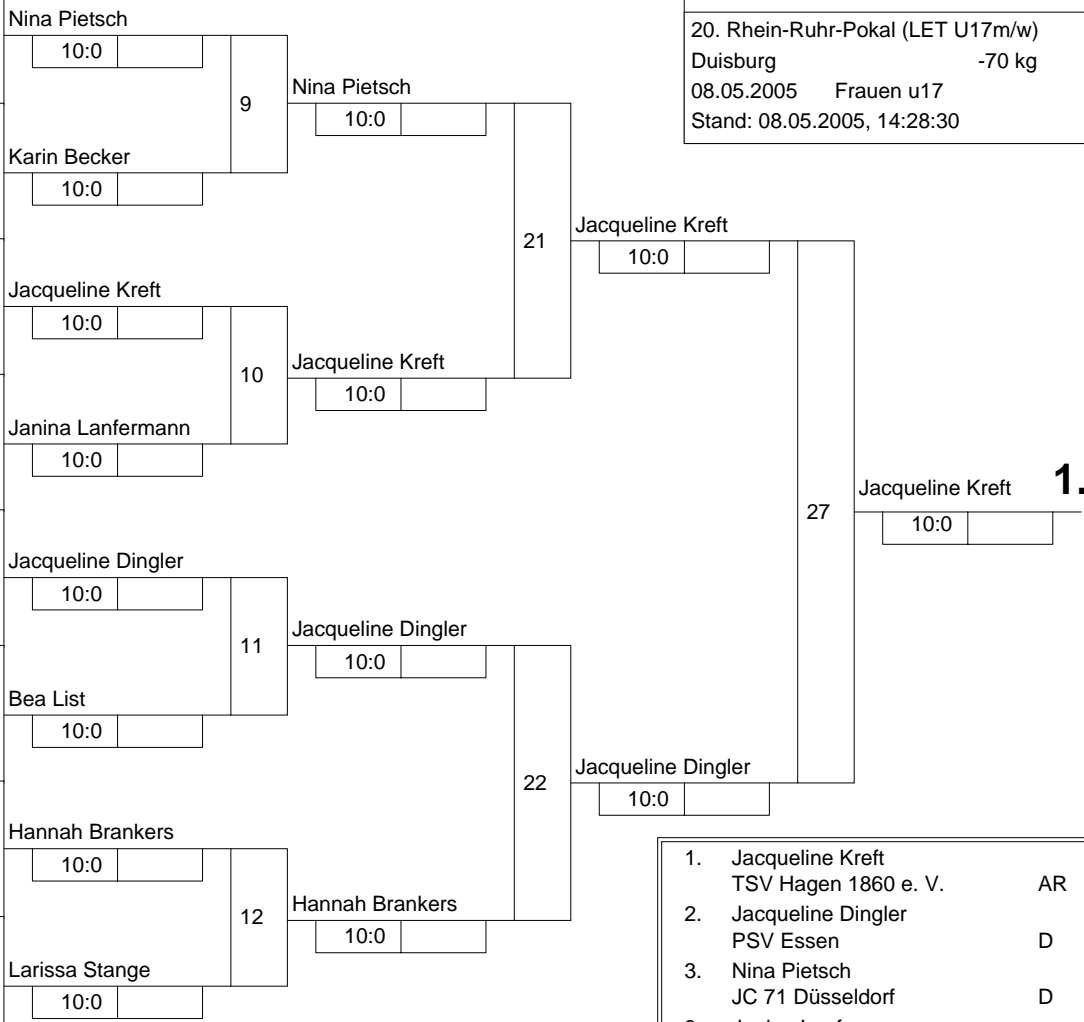 Nina Pietsch
10:0
9
Karin Becker
10:0
Jacqueline Kreft
10:0
10
Janina Lanfermann
10:0
Jacqueline Dingler
10:0
11
Bea List
10:0
Hannah Brankers
10:0
12
Larissa Stange
10:0
Nina Pietsch
10:0
21
Jacqueline Kreft
10:0
Jacqueline Dingler
10:0
22
Hannah Brankers
10:0
Jacqueline Kreft
10:0
27
Jacqueline Dingler
10:0
Jacqueline Kreft 1.
10:0
20. Rhein-Ruhr-Pokal (LET U17m/w)
Duisburg -70 kg
08.05.2005 Frauen u17
Stand: 08.05.2005, 14:28:30
1. Jacqueline Kreft
TSV Hagen 1860 e. V. AR
2. Jacqueline Dingler
PSV Essen D
3. Nina Pietsch
JC 71 Düsseldorf D